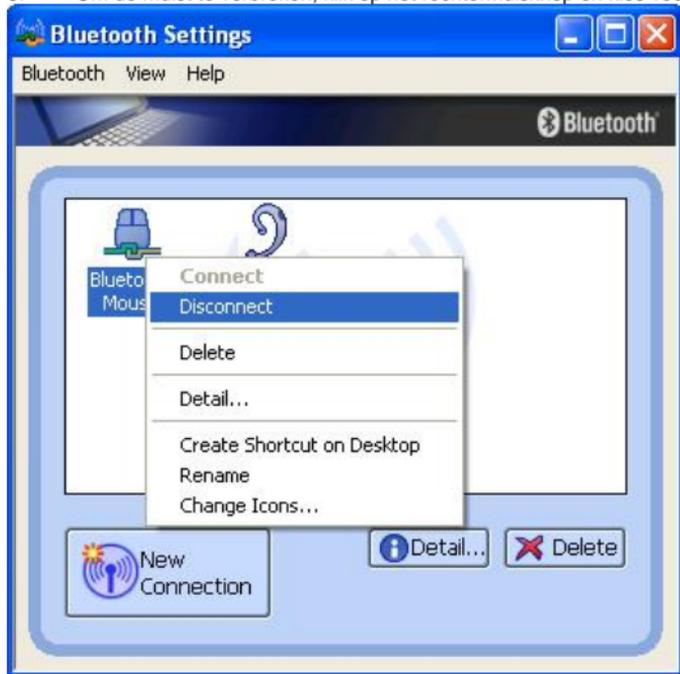 Bluetooth Settings
Bluetooth View Help
Bluetooth
Blueto
Mous
Connect
Disconnect
Delete
Detail...
Create Shortcut on Desktop
Rename
Change Icons...
New
Connection
Detail...
Delete